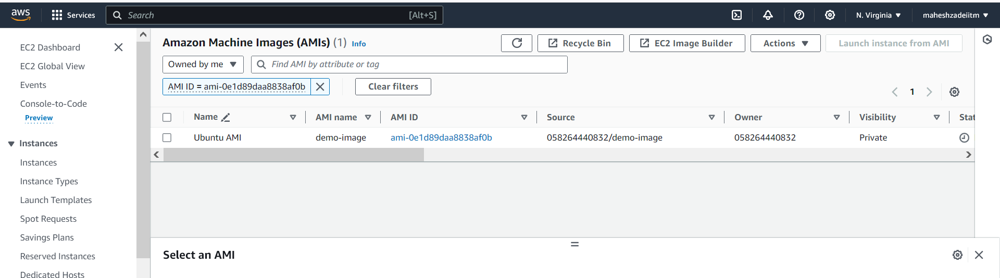 aws Services Search [Alt+S] N. Virginia maheshzadeiitm
EC2 Dashboard
EC2 Global View
Events
Console-to-Code
Preview
Instances
Instances
Instance Types
Launch Templates
Spot Requests
Savings Plans
Reserved Instances
Dedicated Hosts
Amazon Machine Images (AMIs) (1) Info Recycle Bin EC2 Image Builder Actions Launch instance from AMI
Owned by me Find AMI by attribute or tag
AMI ID = ami-0e1d89daa8838af0b Clear filters 1
Name AMI name AMI ID Source Owner Visibility Stat
Ubuntu AMI demo-image ami-0e1d89daa8838af0b 058264440832/demo-image 058264440832 Private
Select an AMI